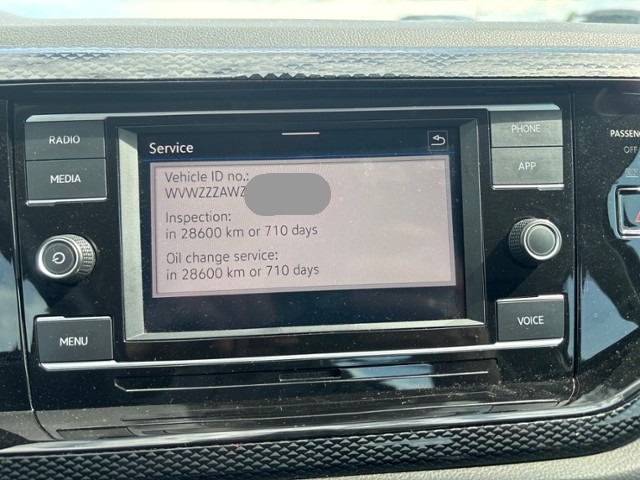 RADIO
MEDIA
MENU
Service
Vehicle ID no.:
WVWZZZAWZ
Inspection:
in 28600 km or 710 days
Oil change service:
in 28600 km or 710 days
PHONE
APP
VOICE
PASSEN
OFF